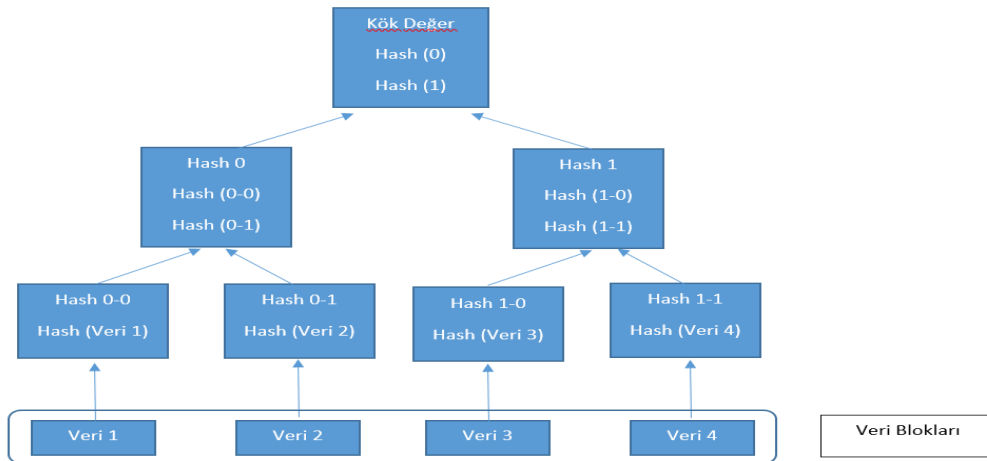 Kök Değer
Hash (0)
Hash (1)
Hash 0
Hash (0-0)
Hash (0-1)
Hash 1
Hash (1-0)
Hash (1-1)
Hash 0-0
Hash (Veri 1)
Hash 0-1
Hash (Veri 2)
Hash 1-0
Hash (Veri 3)
Hash 1-1
Hash (Veri 4)
Veri 1
Veri 2
Veri 3
Veri 4
Veri Blokları